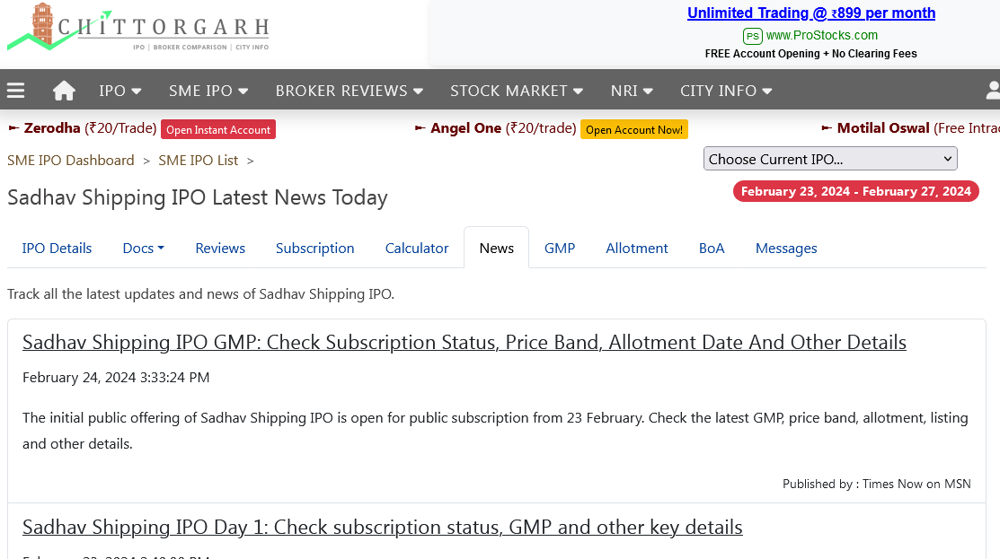 CHITTORGARH
IPO | BROKER COMPARISON | CITY INFO
Unlimited Trading @ ₹899 per month
PS www.ProStocks.com
FREE Account Opening + No Clearing Fees
IPO SME IPO BROKER REVIEWS STOCK MARKET NRI CITY INFO
Zerodha (₹20/Trade) Open Instant Account Angel One (₹20/trade) Open Account Now! Motilal Oswal (Free
SME IPO Dashboard > SME IPO List >
Choose Current IPO...
Sadhav Shipping IPO Latest News Today
February 23, 2024 - February 27, 2024
IPO Details Docs Reviews Subscription Calculator News GMP Allotment BoA Messages
Track all the latest updates and news of Sadhav Shipping IPO.
Sadhav Shipping IPO GMP: Check Subscription Status, Price Band, Allotment Date And Other Details
February 24, 2024 3:33:24 PM
The initial public offering of Sadhav Shipping IPO is open for public subscription from 23 February. Check the latest GMP, price band, allotment, listing
and other details.
Published by : Times Now on MSN
Sadhav Shipping IPO Day 1: Check subscription status, GMP and other key details